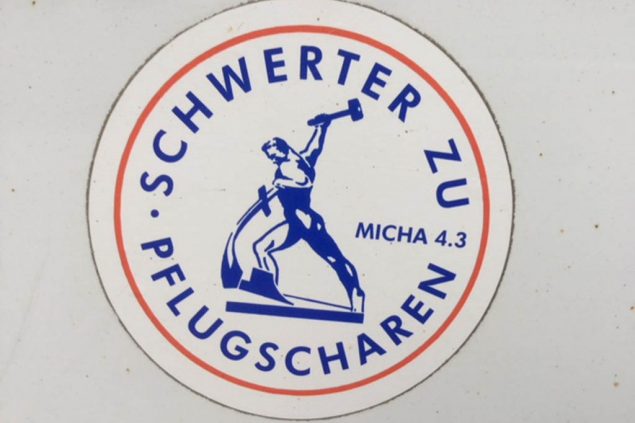 SCHWERTER ZU
PFLUGSCHAREN
MICHA 4.3